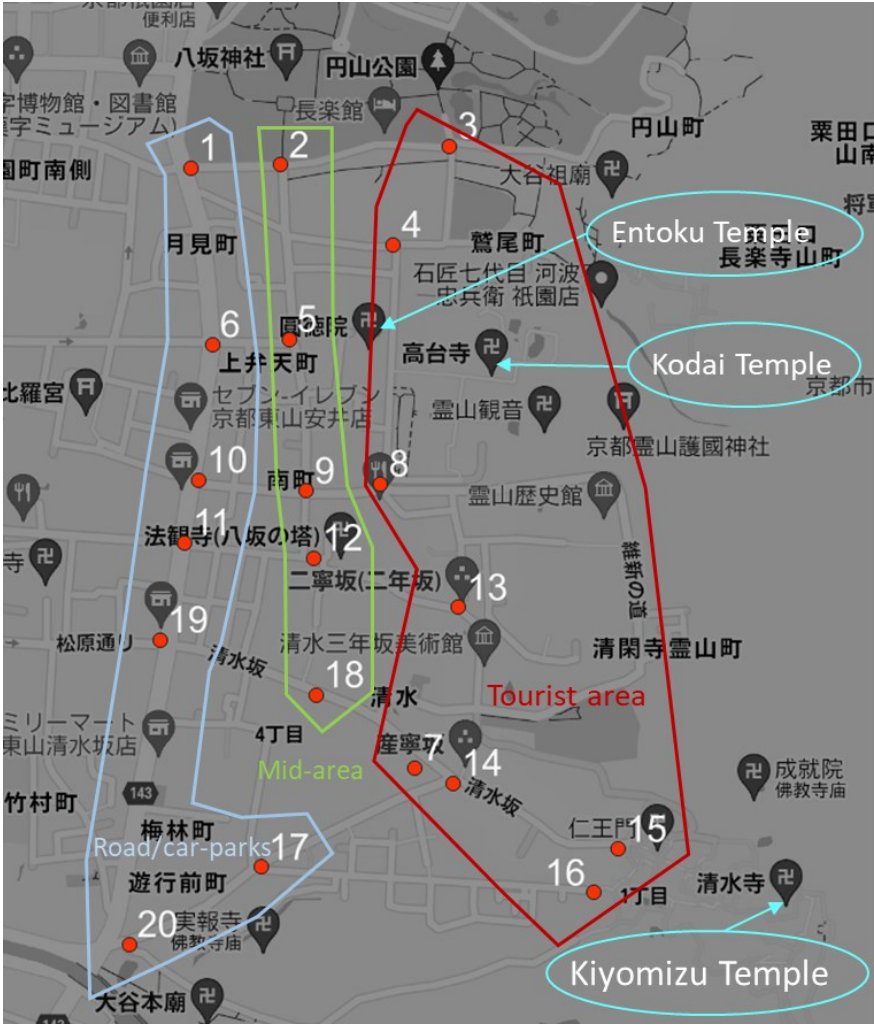 便利店
八坂神社
円山公園
字博物館・図書館
漢字ミュージアム)
長楽館
円山町
粟田口
山南
1
2
3
園町南側
大谷祖廟
将軍
4
Entoku Temple
月見町
鷲尾町
長楽寺山町
石匠七代目 河波
忠兵衛 祇園店
圓徳院
5
6
上弁天町
高台寺
Kodai Temple
比羅宮
セブン-イレブン
京都東山安井店
霊山観音
京都市
京都霊山護國神社
10
南町
9
8
霊山歴史館
11
法観寺(八坂の塔)
12
寺
二寧坂(二年坂)
13
維新の道
19
松原通り
清水坂
清水三年坂美術館
清閑寺霊山町
18
清水
Tourist area
ミリーマート
東山清水坂店
4丁目
産寧坂
Mid-area
7
14
清水坂
成就院
佛教寺庙
竹村町
143
梅林町
仁王門
15
Road/car-parks
17
遊行前町
16
1丁目
清水寺
20
実報寺
佛教寺庙
Kiyomizu Temple
大谷本廟
143